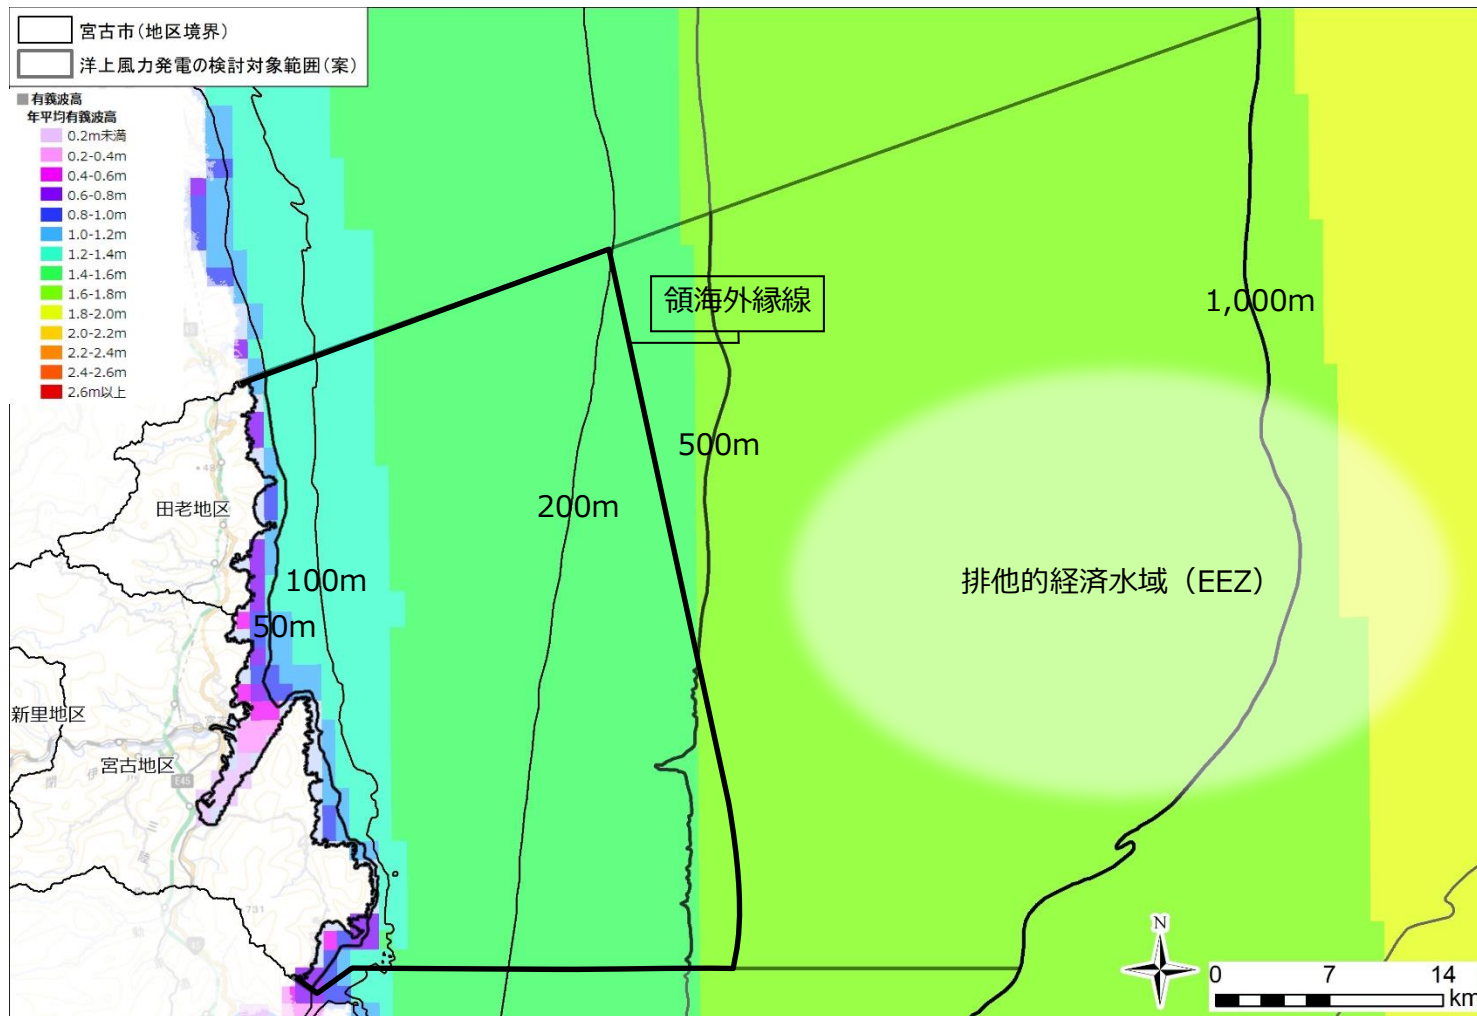 宮古市(地区境界)
洋上風力発電の検討対象範囲(案)
有義波高
年平均有義波高
0.2m未満
0.2-0.4m
0.4-0.6m
0.6-0.8m
0.8-1.0m
1.0-1.2m
1.2-1.4m
1.4-1.6m
1.6-1.8m
1.8-2.0m
2.0-2.2m
2.2-2.4m
2.4-2.6m
2.6m以上
領海外縁線
1,000m
500m
200m
田老地区
100m
50m
排他的経済水域（EEZ）
新里地区
宮古地区
E45
731
N
0 7 14
km